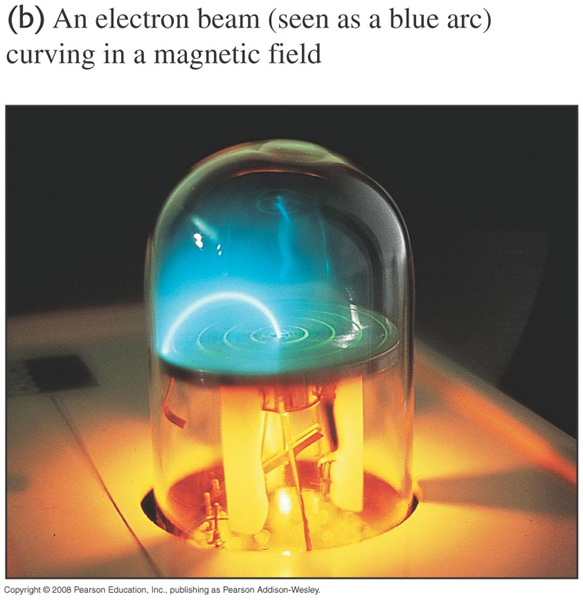 (b) An electron beam (seen as a blue arc)
curving in a magnetic field
Copyright © 2008 Pearson Education, Inc., publishing as Pearson Addison-Wesley.